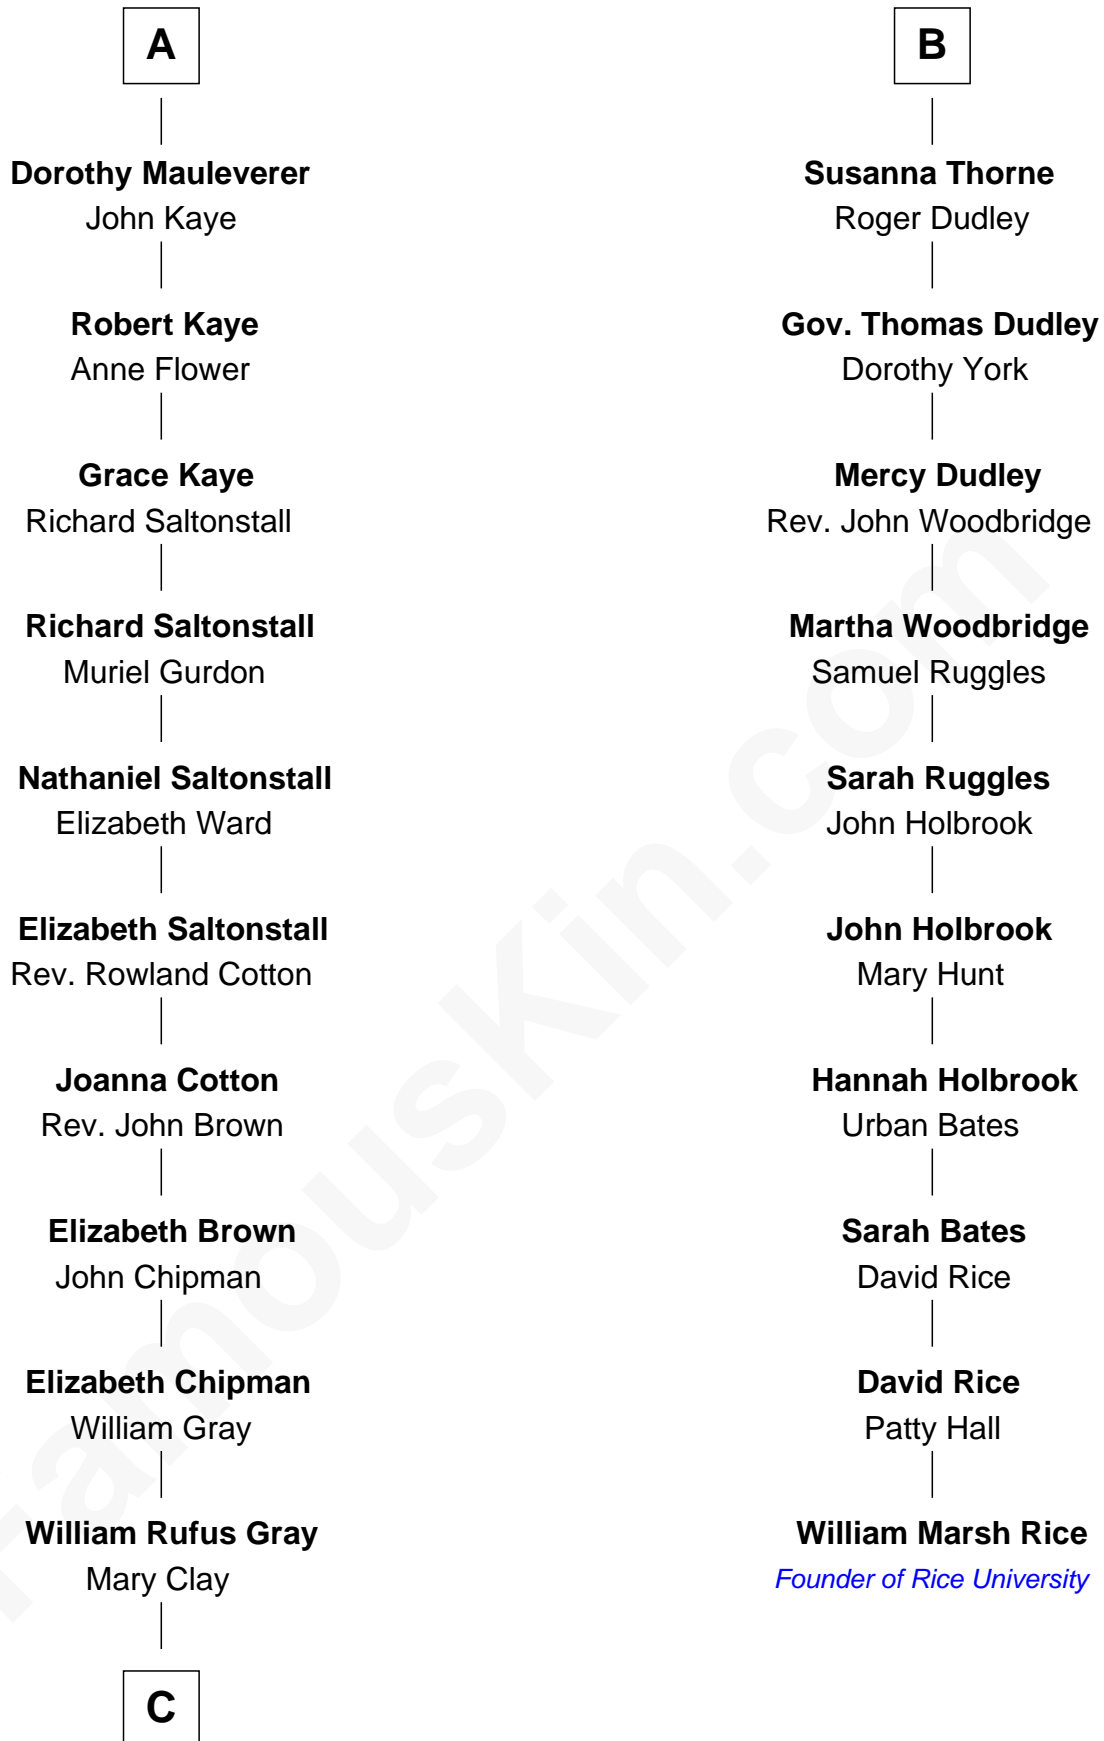 A
Dorothy Mauleverer
John Kaye
Robert Kaye
Anne Flower
Grace Kaye
Richard Saltonstall
Richard Saltonstall
Muriel Gurdon
Nathaniel Saltonstall
Elizabeth Ward
Elizabeth Saltonstall
Rev. Rowland Cotton
Joanna Cotton
Rev. John Brown
Elizabeth Brown
John Chipman
Elizabeth Chipman
William Gray
William Rufus Gray
Mary Clay
C
B
Susanna Thorne
Roger Dudley
Gov. Thomas Dudley
Dorothy York
Mercy Dudley
Rev. John Woodbridge
Martha Woodbridge
Samuel Ruggles
Sarah Ruggles
John Holbrook
John Holbrook
Mary Hunt
Hannah Holbrook
Urban Bates
Sarah Bates
David Rice
David Rice
Patty Hall
William Marsh Rice
Founder of Rice University
FamousKin.com